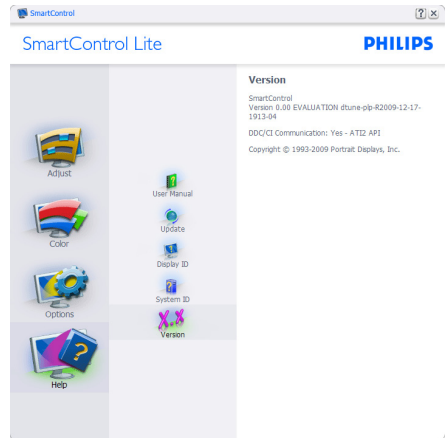 SmartControl
SmartControl Lite
PHILIPS
Adjust
Color
Options
Help
User Manual
Update
Display ID
System ID
X.X
Version
Version
SmartControl
Version 0.00 EVALUATION dtune-plp-R2009-12-17-
1913-04
DDC/CI Communication: Yes - ATI2 API
Copyright © 1993-2009 Portrait Displays, Inc.